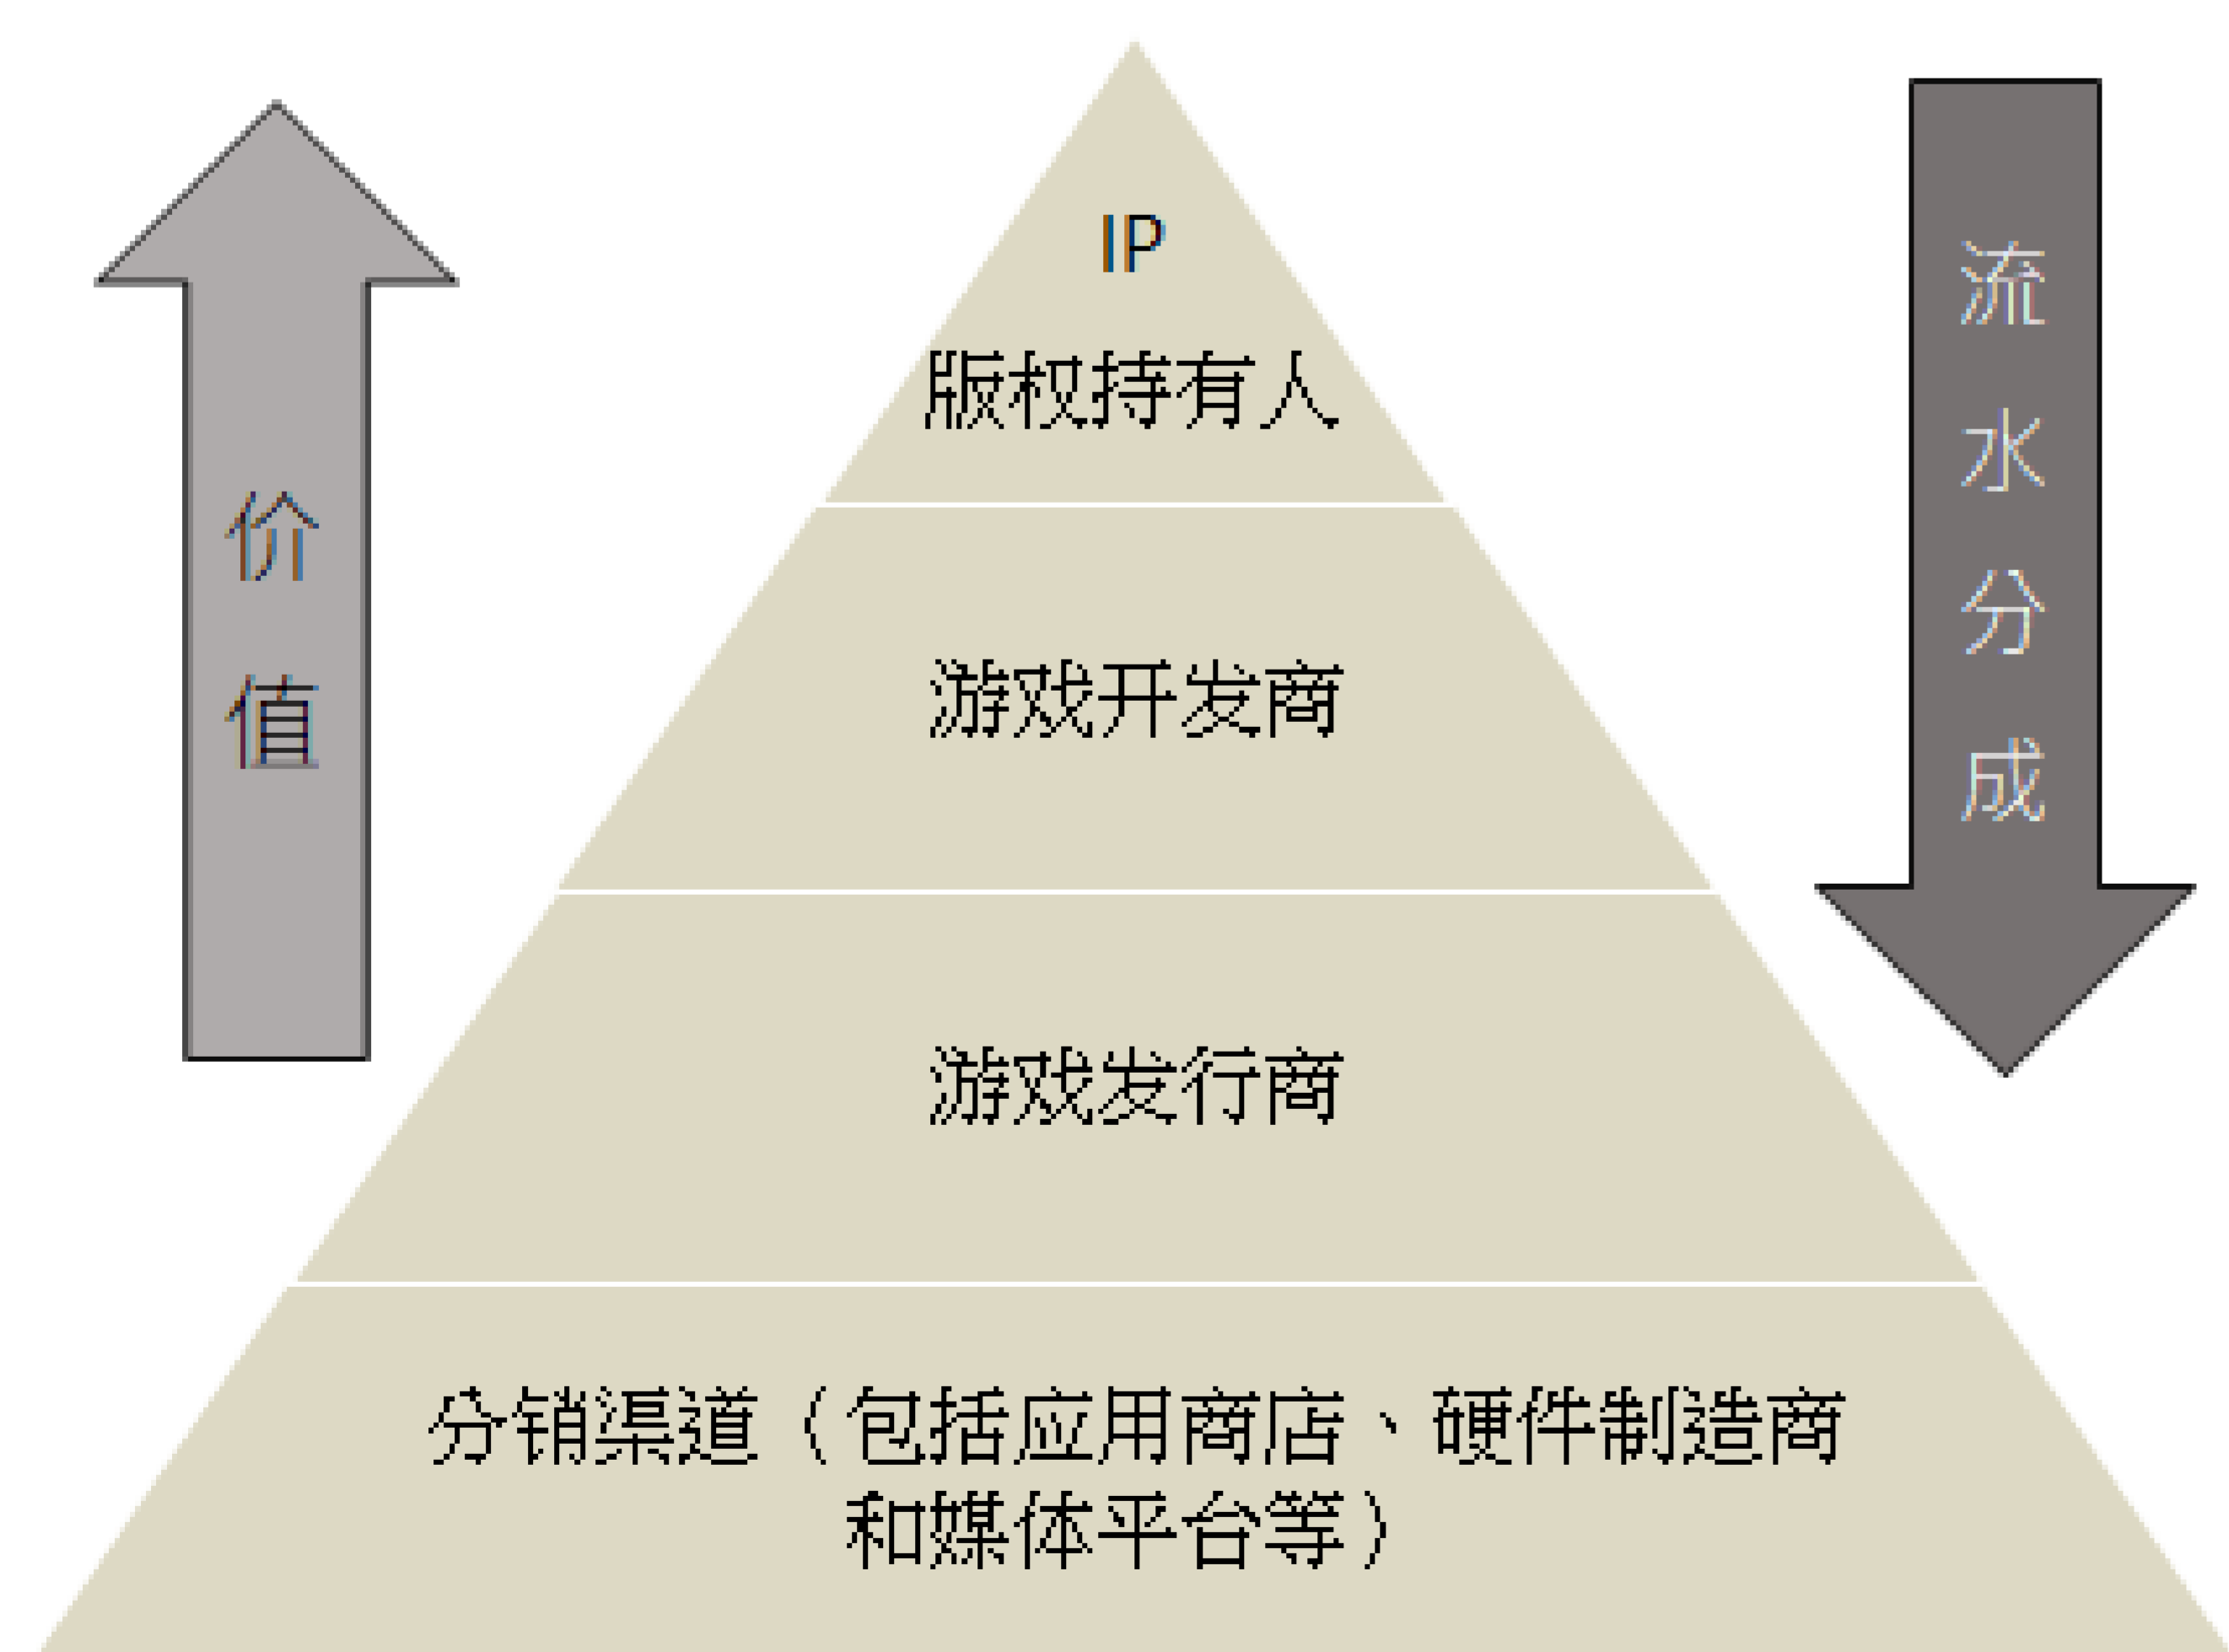 IP
版权持有人
价值
流水分成
游戏开发商
游戏发行商
分销渠道（包括应用商店、硬件制造商
和媒体平台等）